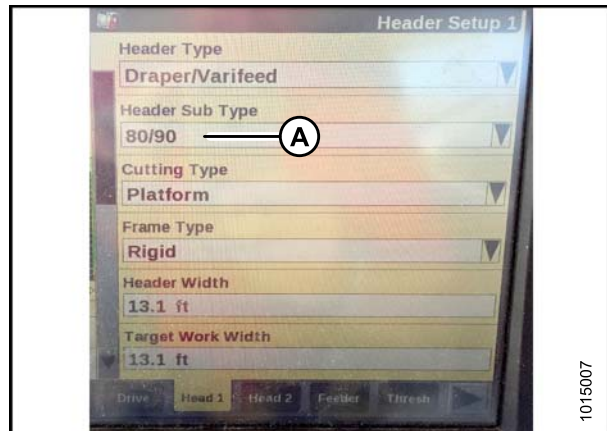 Header Setup 1
Header Type
Draper/Varifeed
Header Sub Type
80/90
A
Cutting Type
Platform
Frame Type
Rigid
Header Width
13.1 ft
Target Work Width
13.1 ft
Drive Head 1 Head 2 Feeder Thresh
1015007